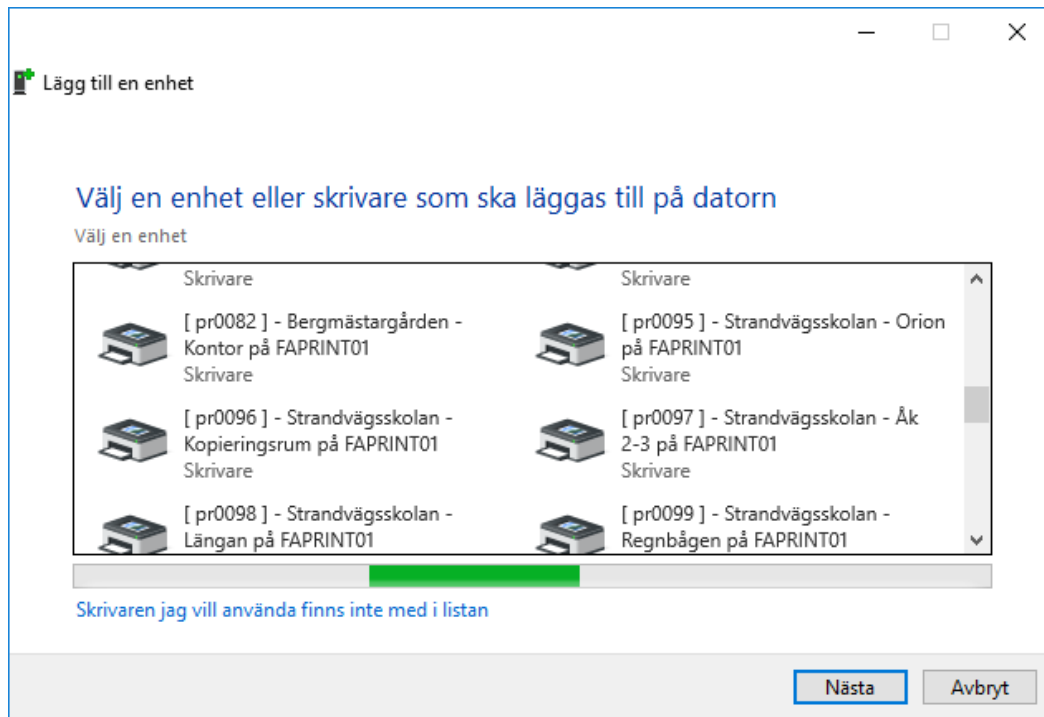 Lägg till en enhet
Välj en enhet eller skrivare som ska läggas till på datorn
Välj en enhet
Skrivare
Skrivare
[ pr0082 ] - Bergmästargården -
Kontor på FAPRINT01
Skrivare
[ pr0095 ] - Strandvägsskolan - Orion
på FAPRINT01
Skrivare
[ pr0096 ] - Strandvägsskolan -
Kopieringsrum på FAPRINT01
Skrivare
[ pr0097 ] - Strandvägsskolan - Åk
2-3 på FAPRINT01
Skrivare
[ pr0098 ] - Strandvägsskolan -
Längan på FAPRINT01
[ pr0099 ] - Strandvägsskolan -
Regnbågen på FAPRINT01
Skrivaren jag vill använda finns inte med i listan
Nästa
Avbryt